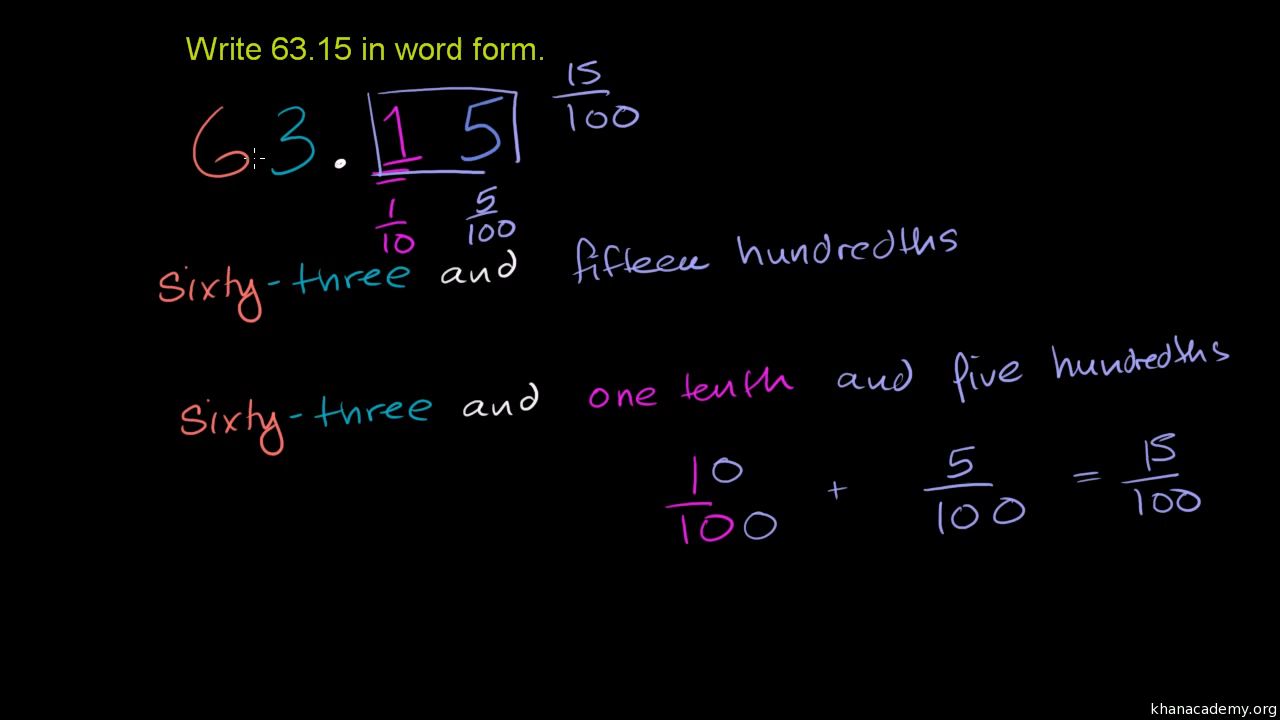 Write 63.15 in word form.
15/100
63.15
1/10 5/100
Sixty-three and fifteen hundredths
Sixty-three and one tenth and five hundredths
10/100 + 5/100 = 15/100
khanacademy.org